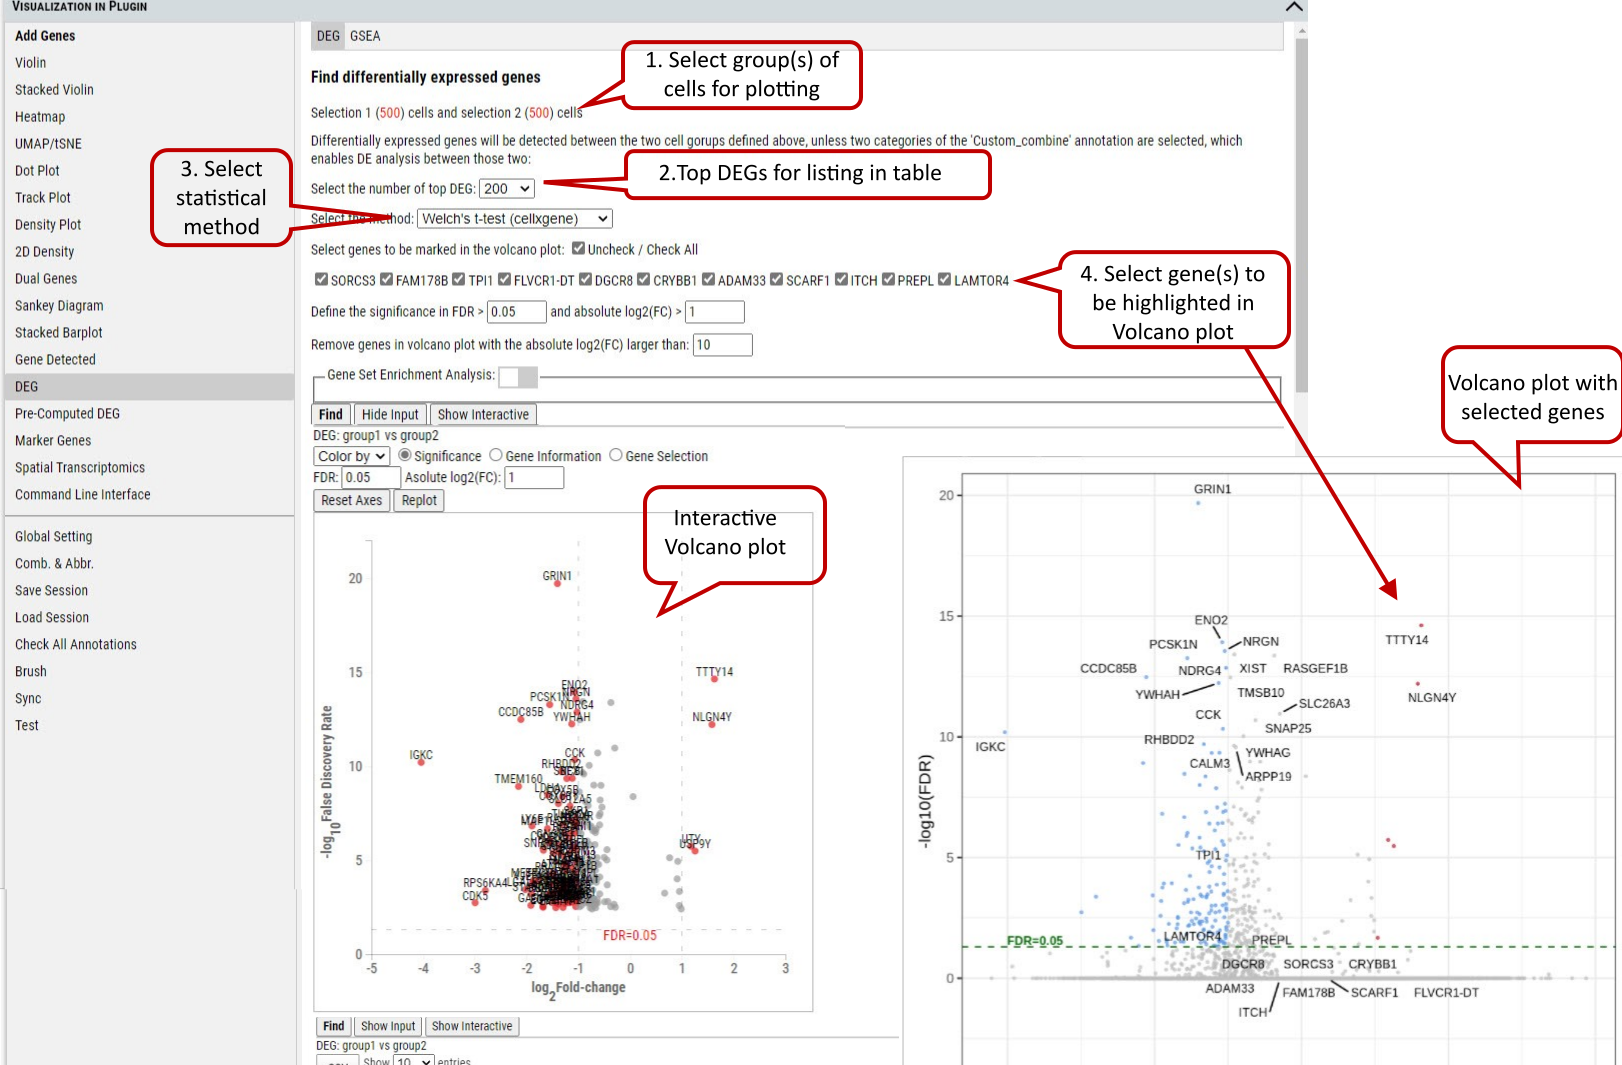 VISUALIZATION IN PLUGIN
Add Genes
Violin
Stacked Violin
Heatmap
UMAP/tSNE
Dot Plot
Track Plot
Density Plot
2D Density
Dual Genes
Sankey Diagram
Stacked Barplot
Gene Detected
DEG
Pre-Computed DEG
Marker Genes
Spatial Transcriptomics
Command Line Interface
Global Setting
Comb. & Abbr.
Save Session
Load Session
Check All Annotations
Brush
Sync
Test
DEG GSEA
Find differentially expressed genes
Selection 1 (500) cells and selection 2 (500) cells
Differentially expressed genes will be detected between the two cell gorups defined above, unless two categories of the 'Custom_combine' annotation are selected, which
enables DE analysis between those two:
Select the number of top DEG: 200
Select the method: Welch's t-test (cellxgene)
Select genes to be marked in the volcano plot: Uncheck / Check All
SORCS3 FAM178B TPI1 FLVCR1-DT DGCR8 CRYBB1 ADAM33 SCARF1 ITCH PREPL LAMTOR4
Define the significance in FDR > 0.05 and absolute log2(FC) > 1
Remove genes in volcano plot with the absolute log2(FC) larger than: 10
Gene Set Enrichment Analysis:
Find Hide Input Show Interactive
DEG: group1 vs group2
Color by Significance Gene Information Gene Selection
FDR: 0.05 Asolute log2(FC): 1
Reset Axes Replot
1. Select group(s) of
cells for plotting
2.Top DEGs for listing in table
3. Select
statistical
method
4. Select gene(s) to
be highlighted in
Volcano plot
Volcano plot with
selected genes
Interactive
Volcano plot
20
15
10
5
0
-log10False Discovery Rate
GRIN1
TTTY14
ENO2
NRGN
PCSK1N
NDRG4
CCDC85B
YWHAH
NLGN4Y
CCK
IGKC
RHBDD2
TMEM160
UTY
USP9Y
RPS6KA4
CDK5
FDR=0.05
-5 -4 -3 -2 -1 0 1 2 3
log2Fold-change
Find Show Input Show Interactive
DEG: group1 vs group2
Show 10 entries
20
15
10
5
0
-log10(FDR)
GRIN1
ENO2
PCSK1N
NRGN
TTTY14
CCDC85B
NDRG4
XIST
RASGEF1B
YWHAH
TMSB10
SLC26A3
NLGN4Y
CCK
SNAP25
IGKC
RHBDD2
YWHAG
CALM3
ARPP19
TPI1
LAMTOR4
PREPL
FDR=0.05
DGCR8
SORCS3
CRYBB1
ADAM33
FAM178B
SCARF1
FLVCR1-DT
ITCH